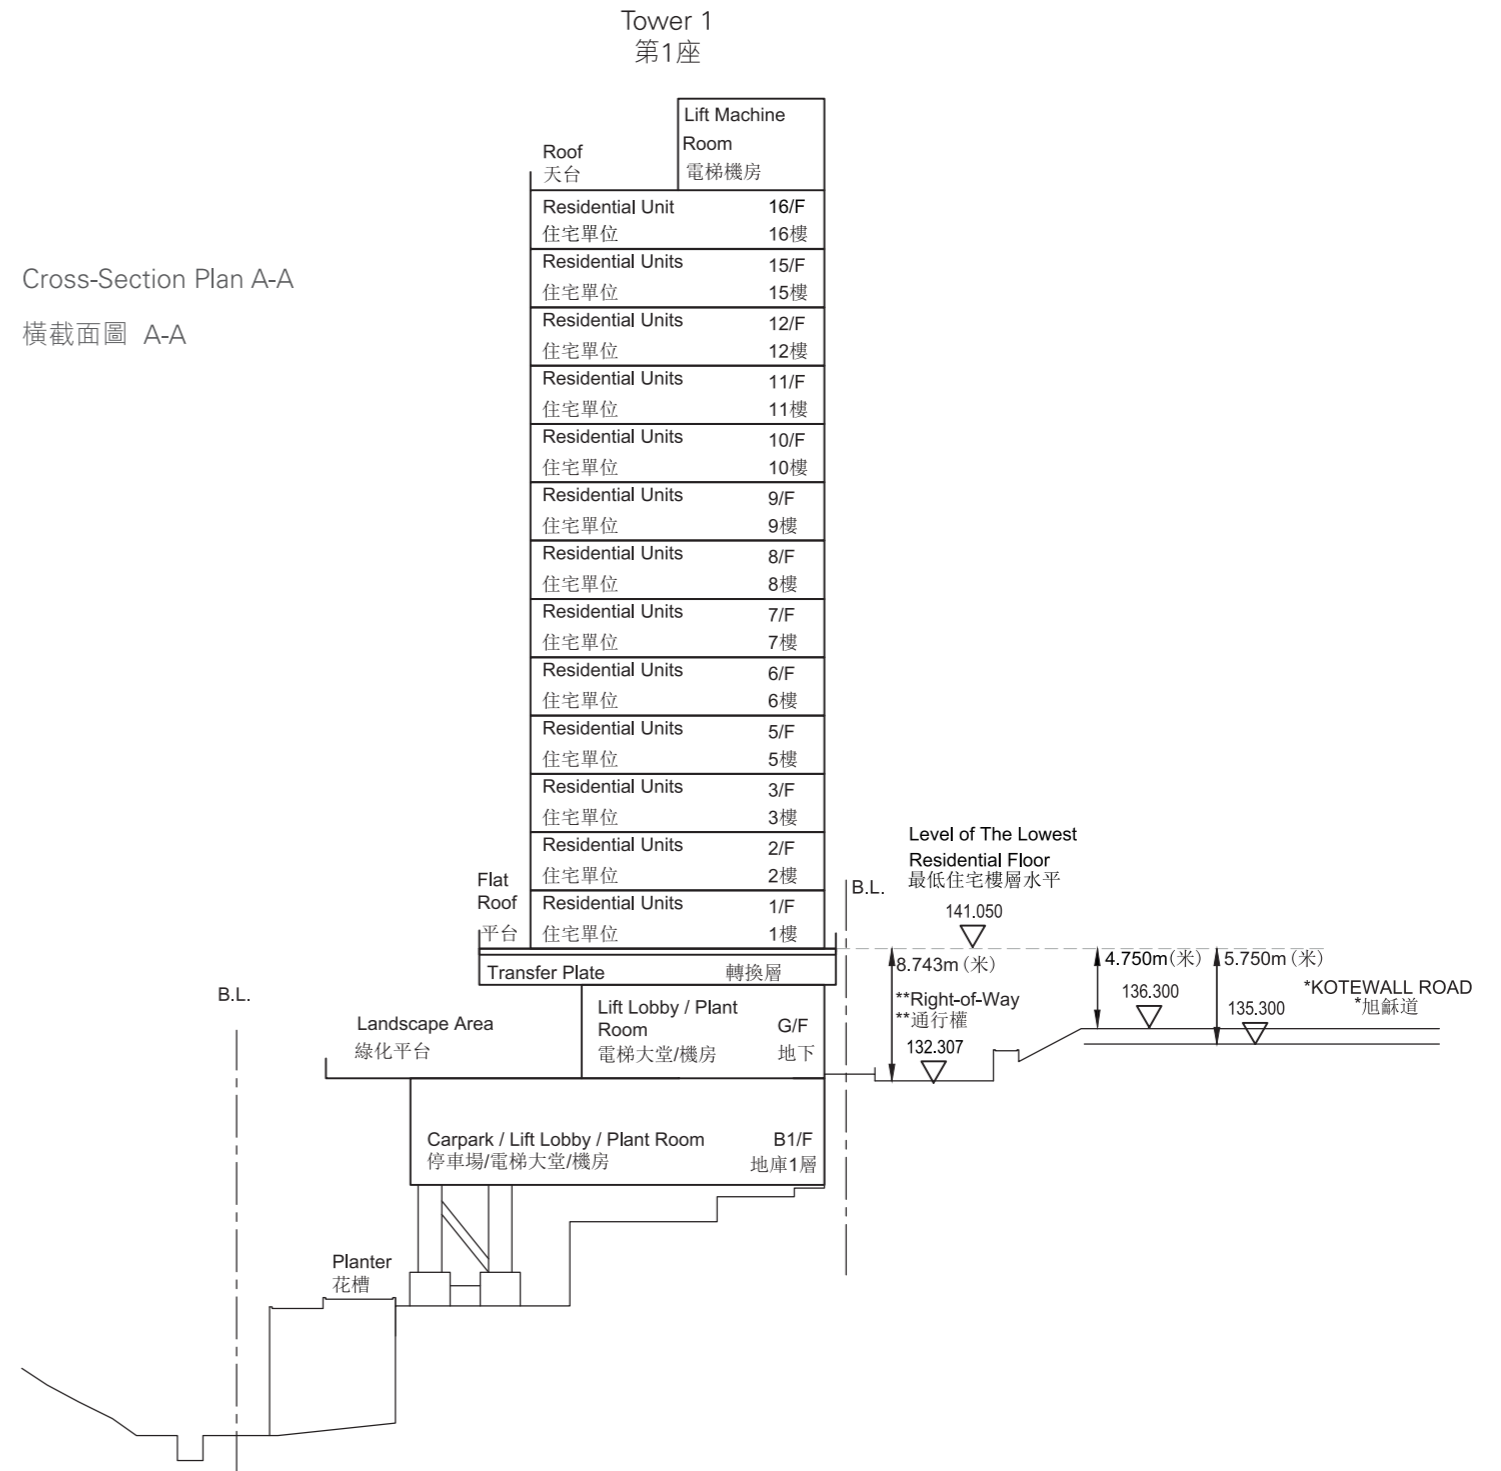 Tower 1
第1座
Cross-Section Plan A-A
橫截面圖 A-A
Lift Machine
Room
電梯機房
Roof
天台
Residential Unit 16/F
住宅單位 16樓
Residential Units 15/F
住宅單位 15樓
Residential Units 12/F
住宅單位 12樓
Residential Units 11/F
住宅單位 11樓
Residential Units 10/F
住宅單位 10樓
Residential Units 9/F
住宅單位 9樓
Residential Units 8/F
住宅單位 8樓
Residential Units 7/F
住宅單位 7樓
Residential Units 6/F
住宅單位 6樓
Residential Units 5/F
住宅單位 5樓
Residential Units 3/F
住宅單位 3樓
Residential Units 2/F
住宅單位 2樓
Flat
Roof
平台
Residential Units 1/F
住宅單位 1樓
Transfer Plate 轉換層
B.L.
Level of The Lowest
Residential Floor
最低住宅樓層水平
141.050
8.743m (米)
4.750m(米)
5.750m (米)
**Right-of-Way
**通行權
132.307
136.300
135.300
*KOTEWALL ROAD
*旭龢道
B.L.
Landscape Area
綠化平台
Lift Lobby / Plant
Room G/F
電梯大堂/機房 地下
Carpark / Lift Lobby / Plant Room B1/F
停車場/電梯大堂/機房 地庫1層
Planter
花槽